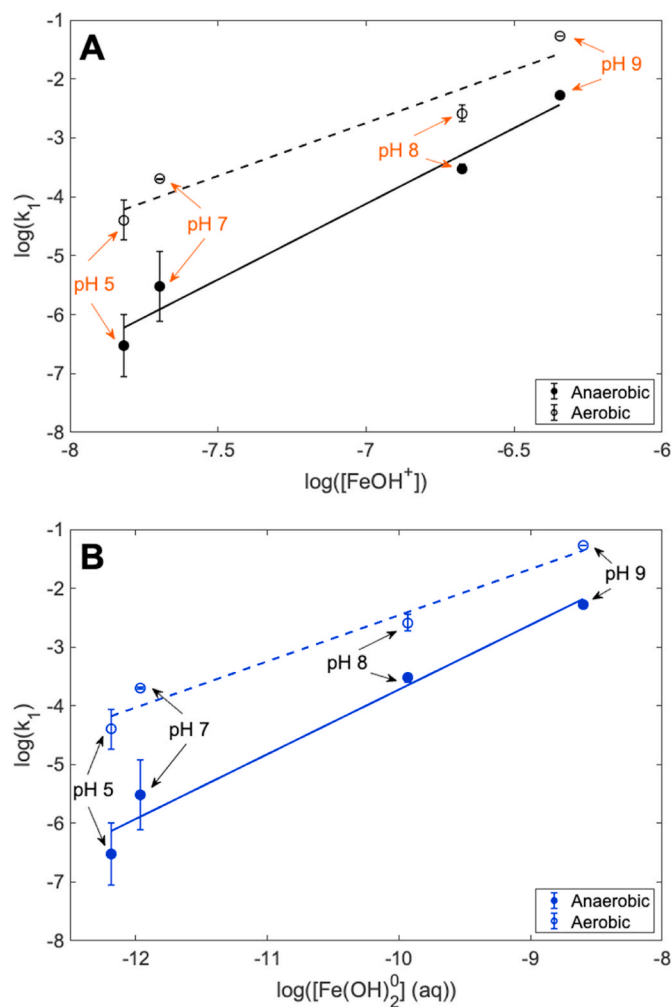 A
-1
-2
-3
-4
-5
-6
-7
-8
log(k1)
pH 9
pH 8
pH 7
pH 5
Anaerobic
Aerobic
-8
-7.5
-7
-6.5
-6
log([FeOH+])
B
-1
-2
-3
-4
-5
-6
-7
-8
log(k1)
pH 9
pH 8
pH 7
pH 5
Anaerobic
Aerobic
-12
-11
-10
-9
-8
log([Fe(OH)20] (aq))